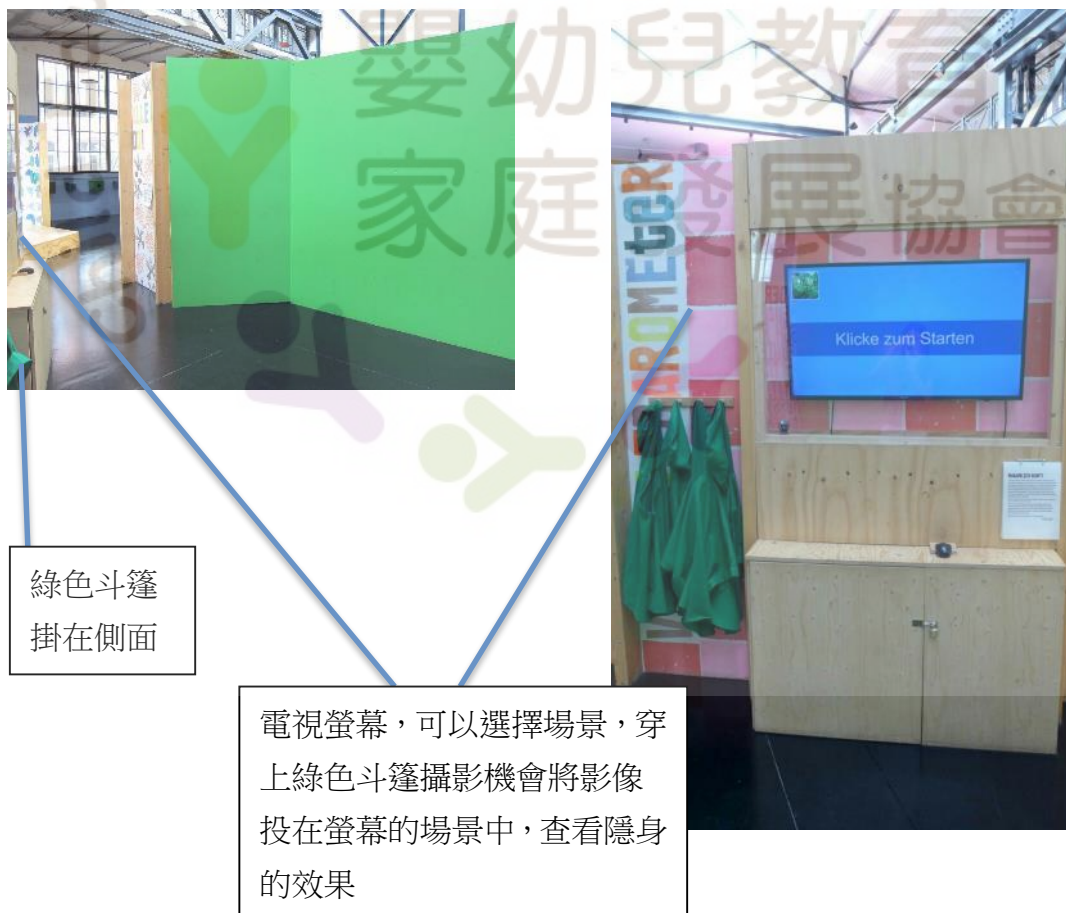 嬰幼兒教育
家庭發展協會
BAROMETER
Klicke zum Starten
綠色斗篷
掛在側面
電視螢幕，可以選擇場景，穿
上綠色斗篷攝影機會將影像
投在螢幕的場景中，查看隱身
的效果